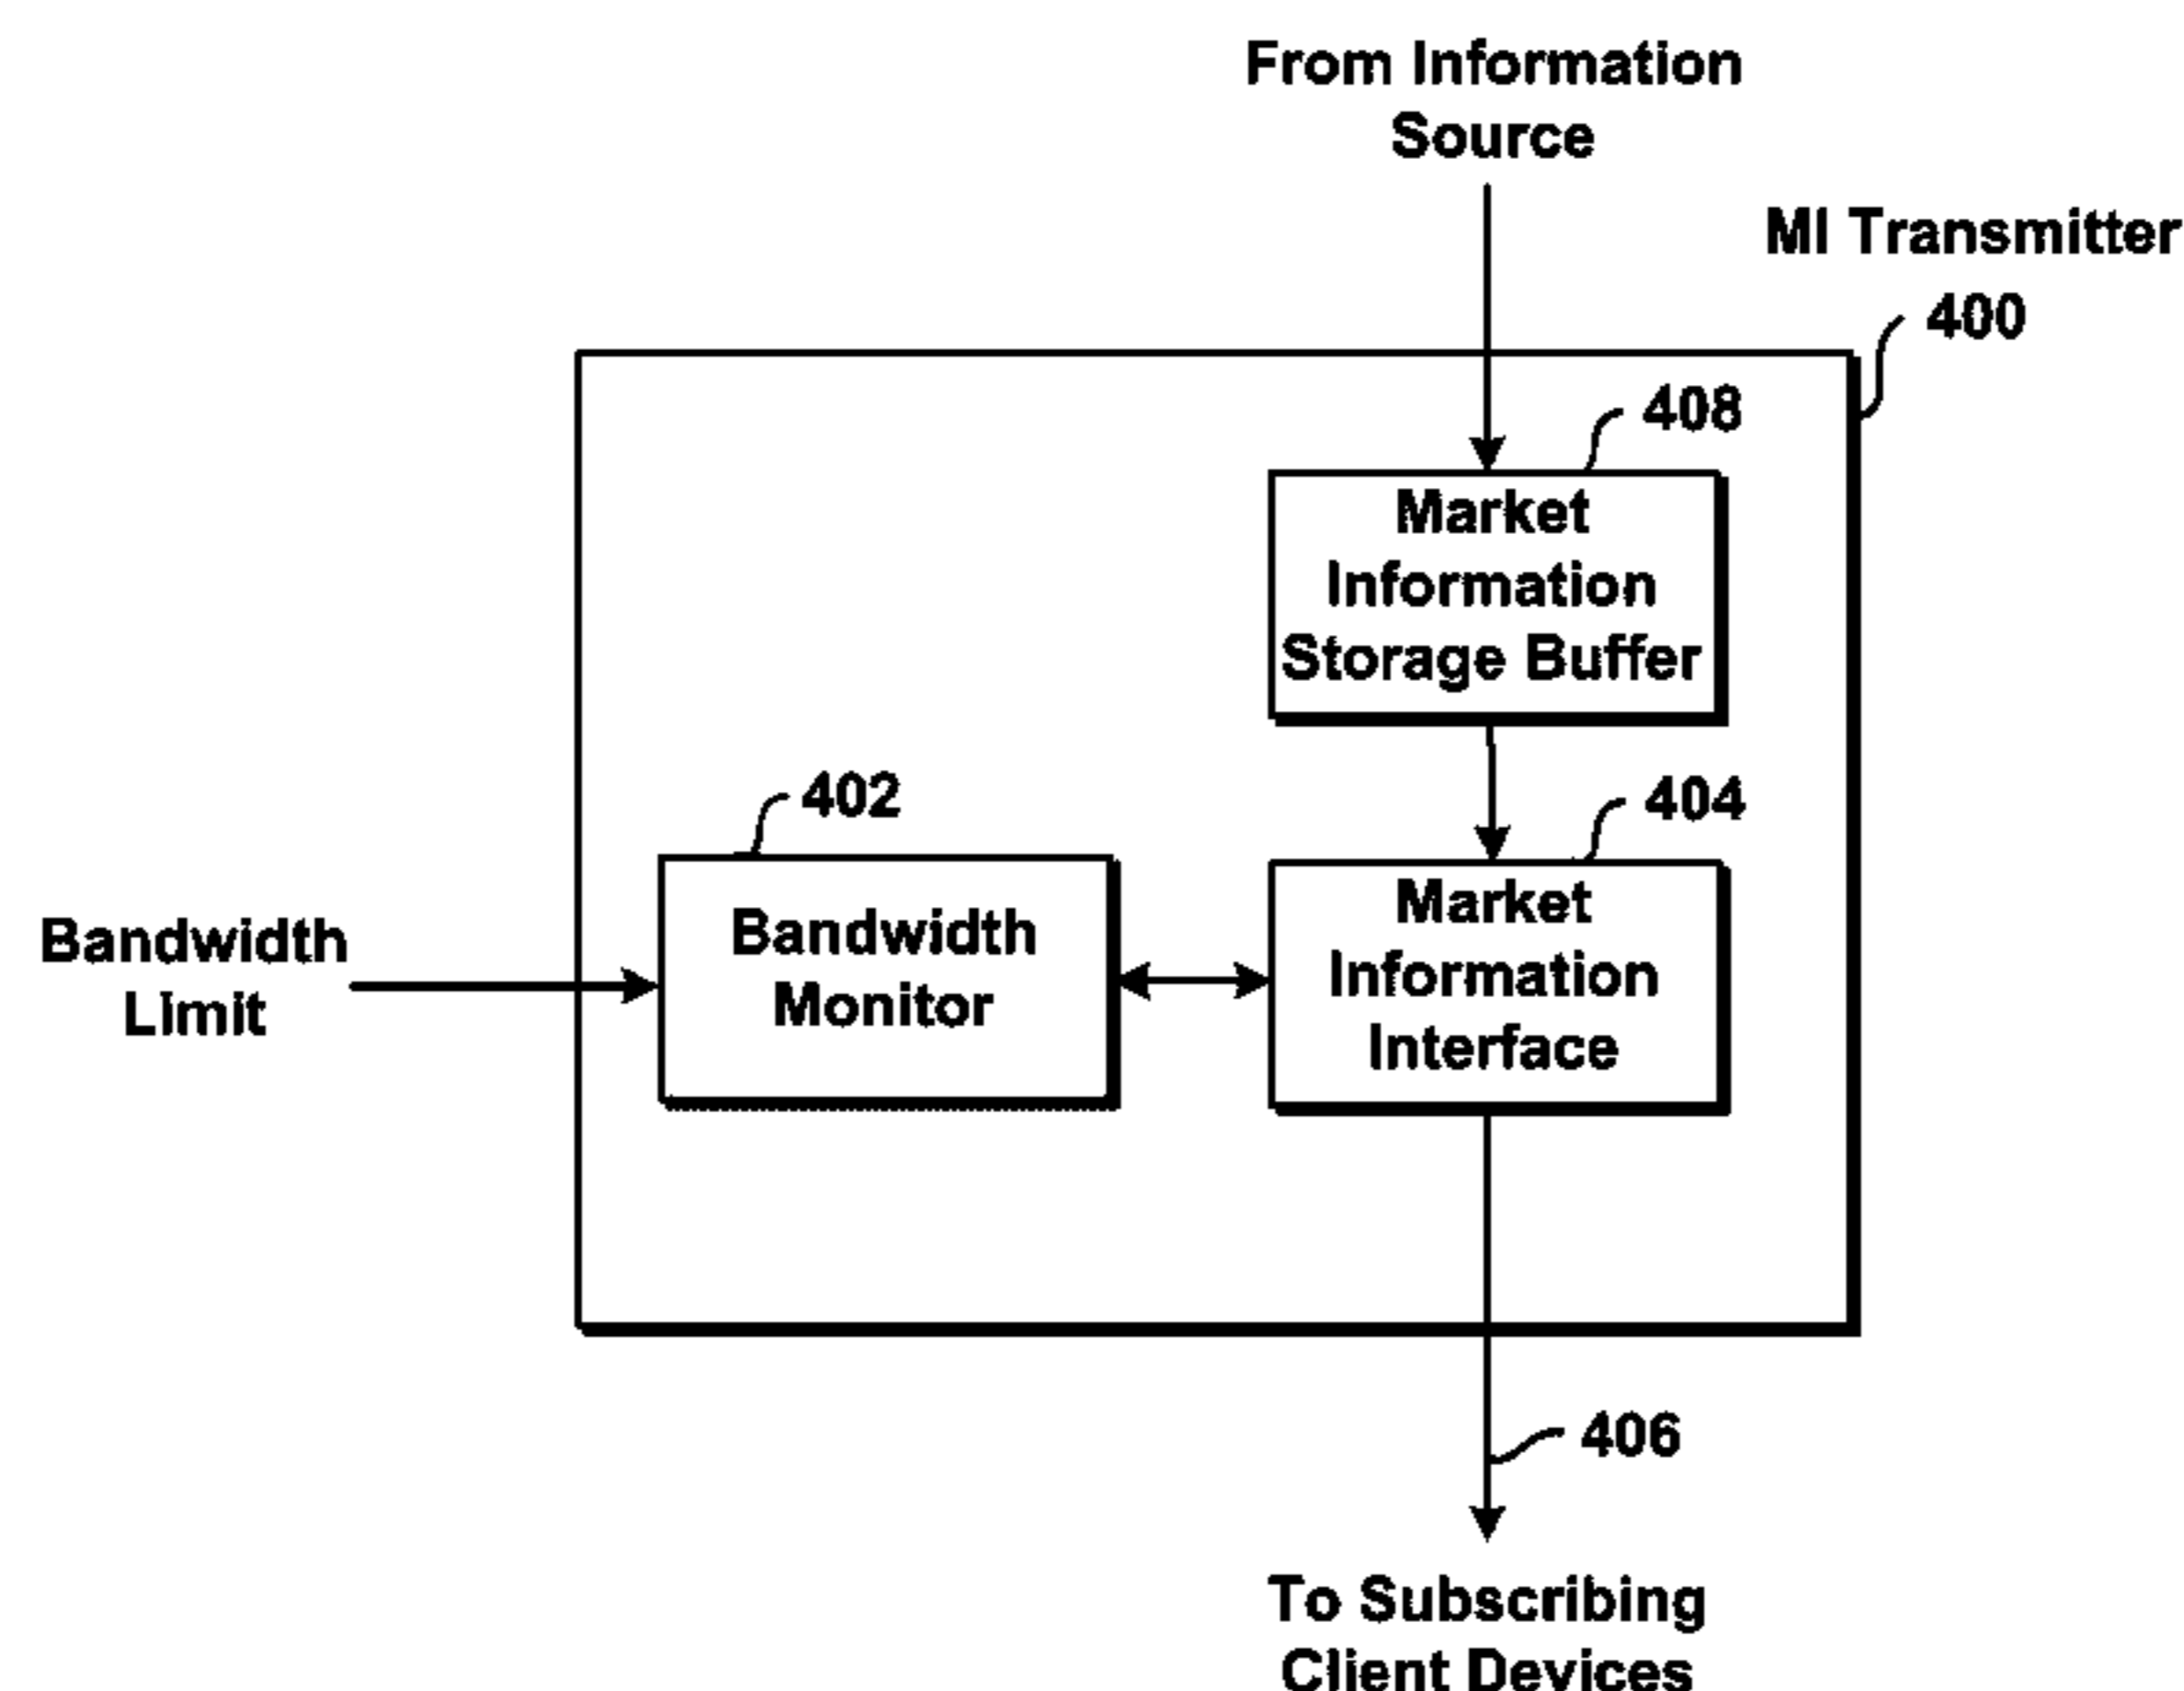 From Information
Source
MI Transmitter
400
408
Market
Information
Storage Buffer
402
404
Bandwidth
Limit
Bandwidth
Monitor
Market
Information
Interface
406
To Subscribing
Client Devices